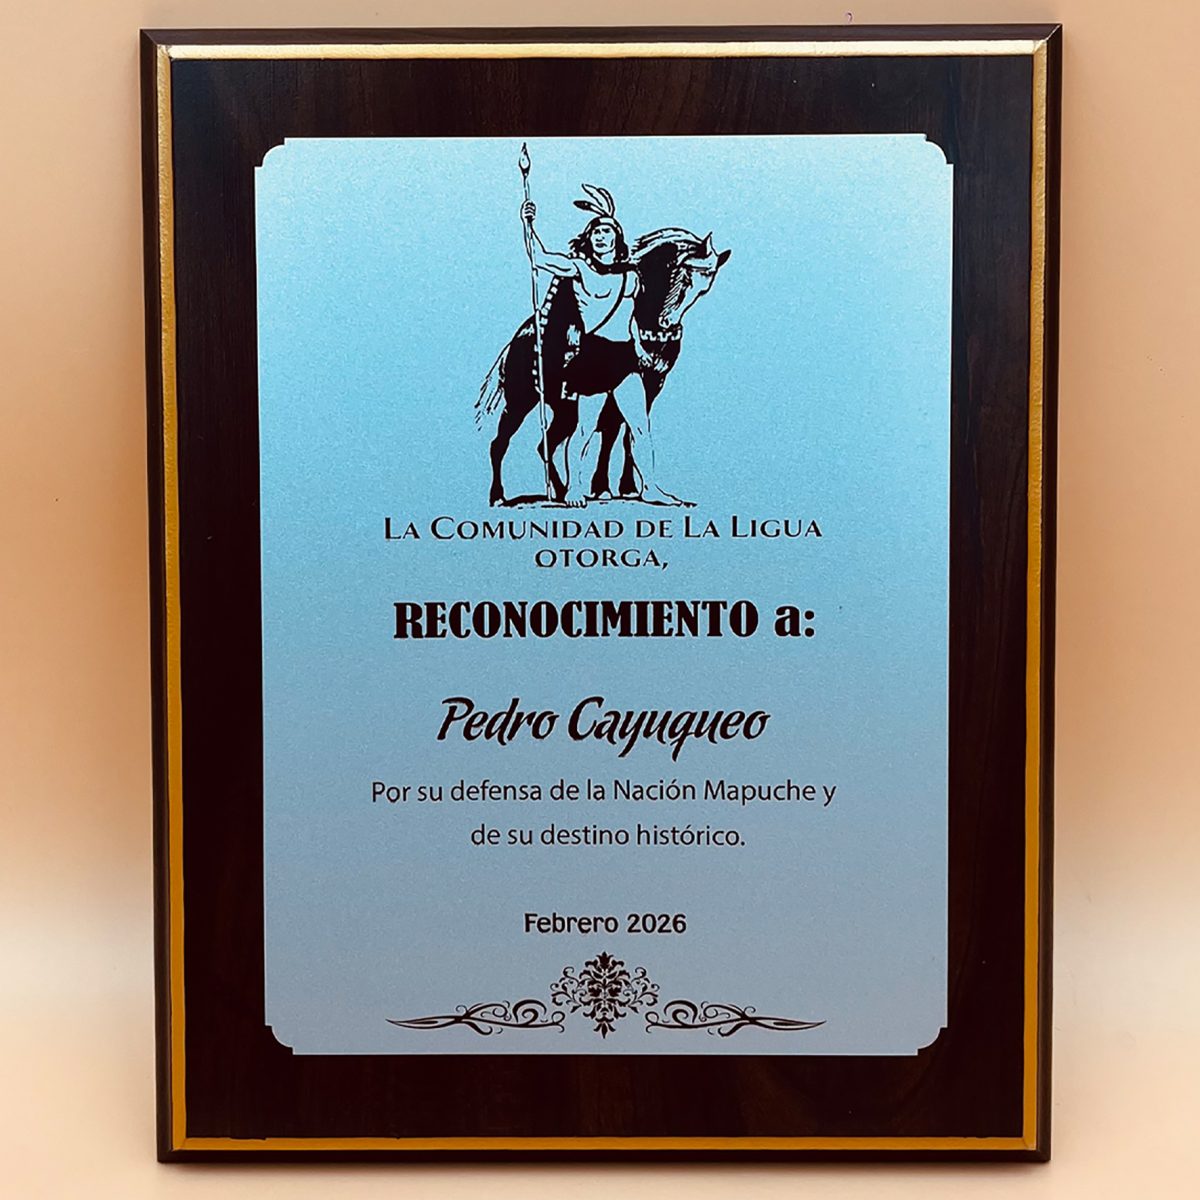 LA COMUNIDAD DE LA LIGUA
OTORGA,
RECONOCIMIENTO a:
Pedro Cayuqueo
Por su defensa de la Nación Mapuche y
de su destino histórico.
Febrero 2026